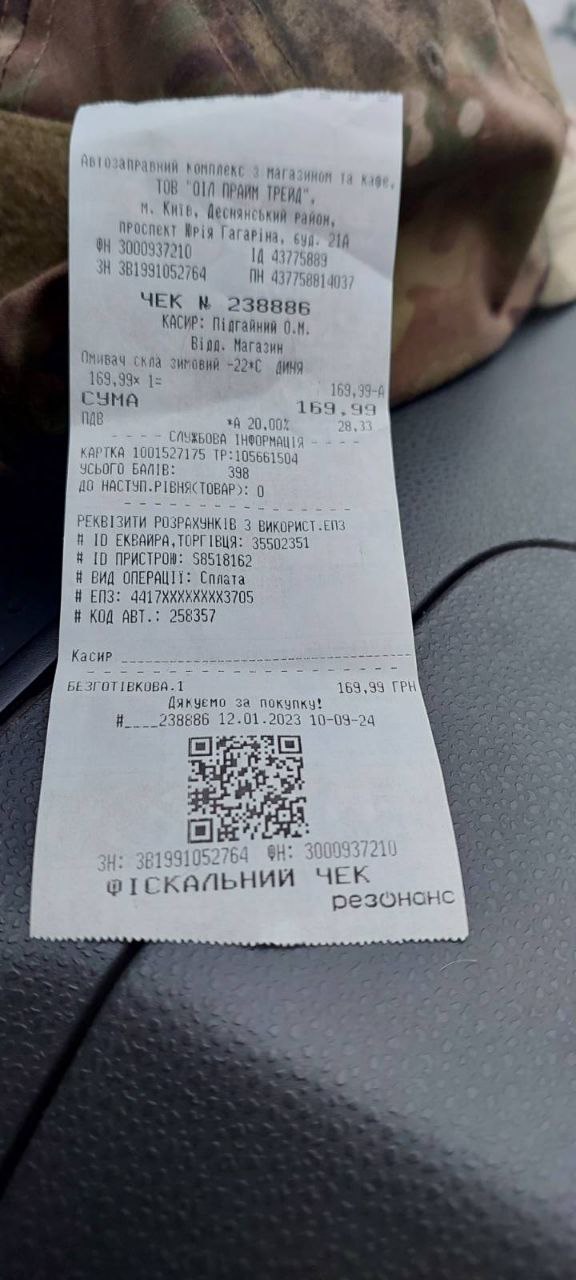 Автозаправний комплекс з магазином та кафе,
ТОВ "ОІЛ ПРАЙМ ТРЕЙД",
м. Київ, Деснянський район,
проспект Юрія Гагаріна, буд. 21А
ФН 3000937210 ІД 43775889
ЗН ЗВ1991052764 ПН 437758814037
ЧЕК № 238886
КАСИР: Підгайний О.М.
Відд. Магазин
Омивач скла зимовий -22*С ДИНЯ
169,99× 1= 169,99-А
СУМА 169,99
ПДВ *А 20,00% 28,33
- - - - СЛУЖБОВА ІНФОРМАЦІЯ - - - -
КАРТКА 1001527175 ТР:105661504
УСЬОГО БАЛІВ: 398
ДО НАСТУП.РІВНЯ(ТОВАР): 0
РЕКВІЗИТИ РОЗРАХУНКІВ З ВИКОРИСТ.ЕПЗ
# ID ЕКВАЙРА,ТОРГІВЦЯ: 35502351
# ID ПРИСТРОЮ: S8518162
# ВИД ОПЕРАЦІЇ: Сплата
# ЕПЗ: 4417XXXXXXXX3705
# КОД АВТ.: 258357
Касир ______________________________
БЕЗГОТІВКОВА.1 169,99 ГРН
Дякуємо за покупку!
#____238886 12.01.2023 10-09-24
ЗН: ЗВ1991052764 ФН: 3000937210
ФІСКАЛЬНИЙ ЧЕК
резонанс